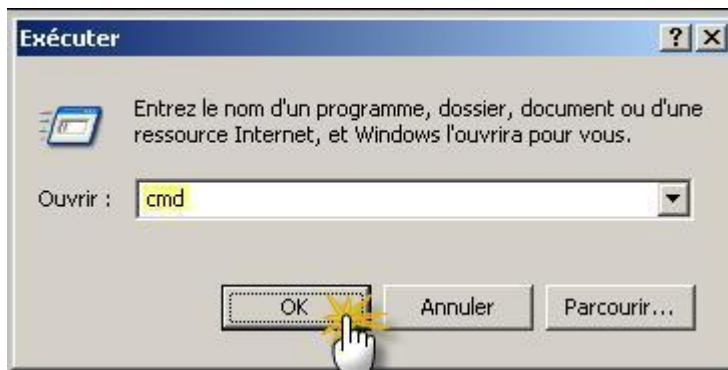 Exécuter
Entrez le nom d'un programme, dossier, document ou d'une
ressource Internet, et Windows l'ouvrira pour vous.
Ouvrir :
cmd
OK
Annuler
Parcourir...